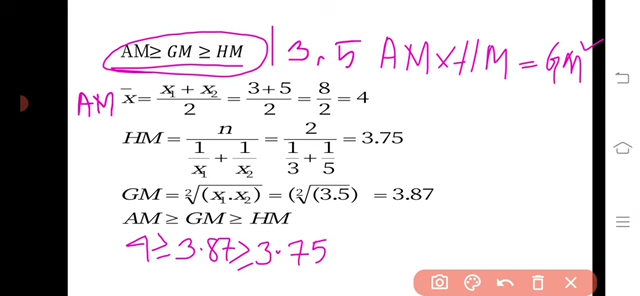 AM≥ GM ≥ HM | 3, 5 AM×HM = GM²
AM x̄ = (x₁ + x₂)/2 = (3+5)/2 = 8/2 = 4
HM = n/(1/x₁ + 1/x₂) = 2/(1/3 + 1/5) = 3.75
GM = ²√(x₁.x₂) = (²√(3.5) = 3.87
AM ≥ GM ≥ HM
4 ≥ 3.87 ≥ 3.75